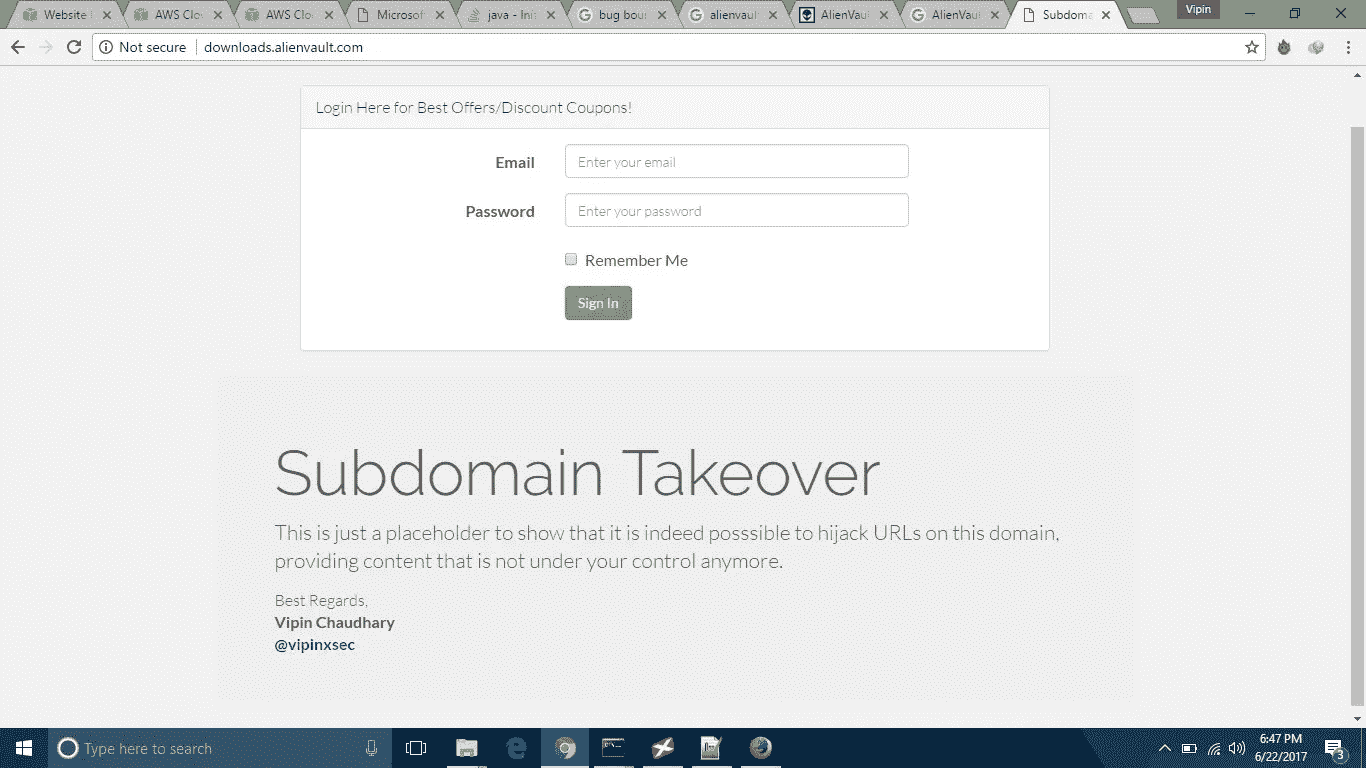 Website
AWS Clo
AWS Clo
Microsof
java - Ini
bug bour
alienvaul
AlienVau
AlienVau
Subdoma
Vipin
Not secure
downloads.alienvault.com
Login Here for Best Offers/Discount Coupons!
Email
Enter your email
Password
Enter your password
Remember Me
Sign In
Subdomain Takeover
This is just a placeholder to show that it is indeed posssible to hijack URLs on this domain,
providing content that is not under your control anymore.
Best Regards,
Vipin Chaudhary
@vipinxsec
Type here to search
6:47 PM
6/22/2017
3